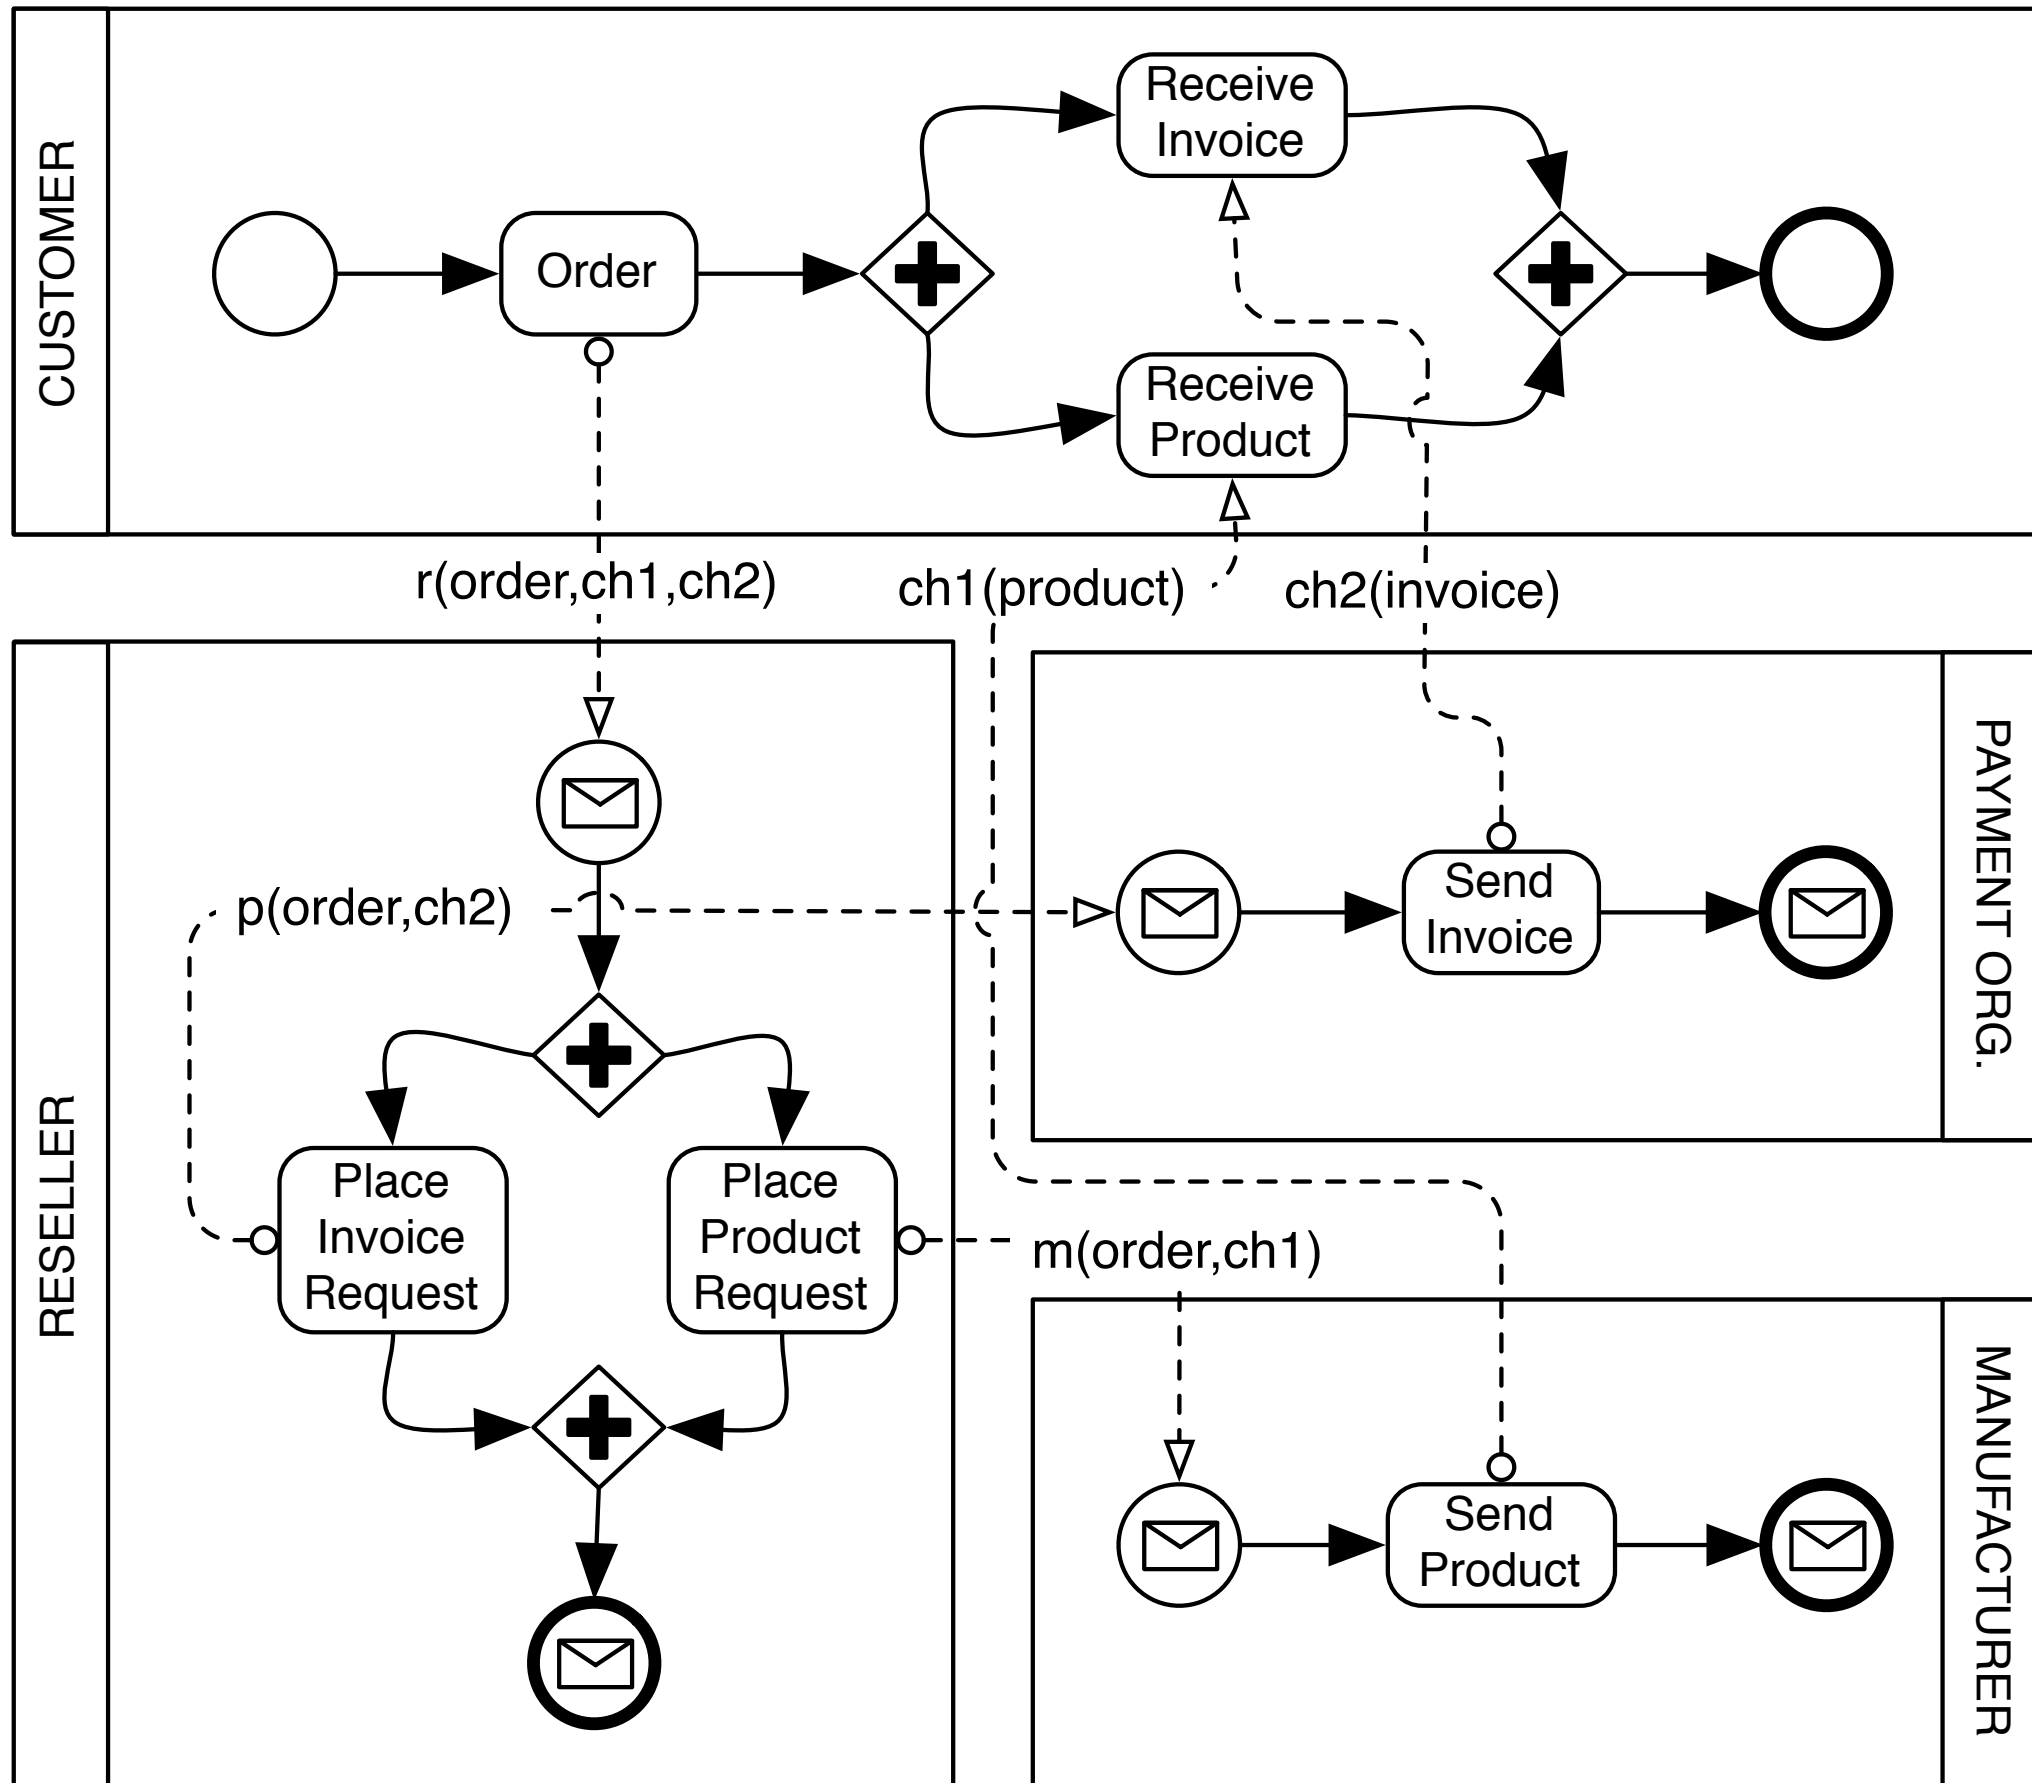 CUSTOMER
Receive
Invoice
Order
Receive
Product
r(order,ch1,ch2)
ch1(product)
ch2(invoice)
RESELLER
p(order,ch2)
Place
Invoice
Request
Place
Product
Request
PAYMENT ORG.
Send
Invoice
m(order,ch1)
MANUFACTURER
Send
Product